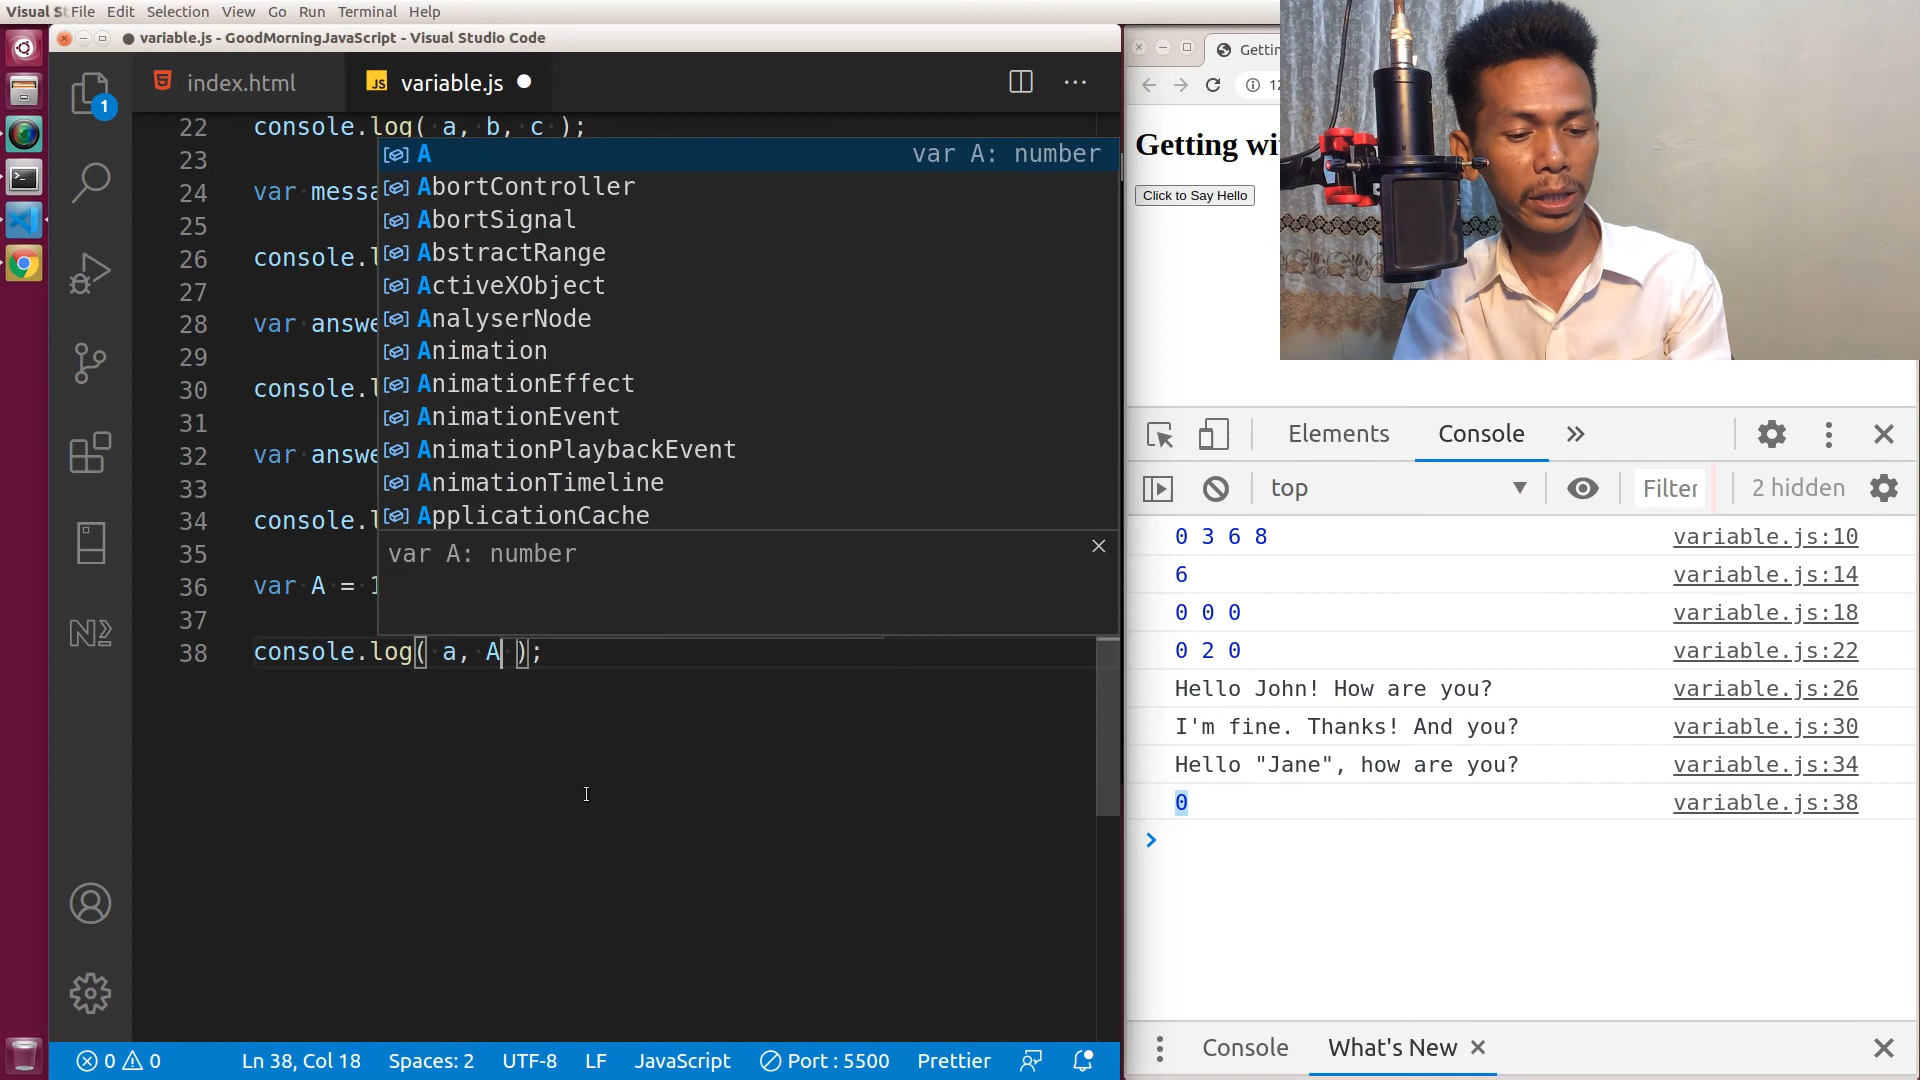 Visual St File Edit Selection View Go Run Terminal Help
variable.js - GoodMorningJavaScript - Visual Studio Code
index.html
JS variable.js
1
22 console.log( a, b, c );
23
24 var messa
25
26 console.l
27
28 var answe
29
30 console.l
31
32 var answe
33
34 console.l
35
36 var A = 1
37
38 console.log( a, A );
A var A: number
AbortController
AbortSignal
AbstractRange
ActiveXObject
AnalyserNode
Animation
AnimationEffect
AnimationEvent
AnimationPlaybackEvent
AnimationTimeline
ApplicationCache
var A: number
0 0 Ln 38, Col 18 Spaces: 2 UTF-8 LF JavaScript Port : 5500 Prettier
Gettin
12
Getting wi
Click to Say Hello
Elements Console
top Filter 2 hidden
0 3 6 8 variable.js:10
6 variable.js:14
0 0 0 variable.js:18
0 2 0 variable.js:22
Hello John! How are you? variable.js:26
I'm fine. Thanks! And you? variable.js:30
Hello "Jane", how are you? variable.js:34
0 variable.js:38
Console What's New